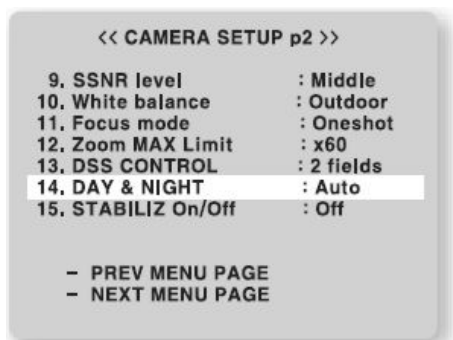 << CAMERA SETUP p2 >>
9. SSNR level : Middle
10. White balance : Outdoor
11. Focus mode : Oneshot
12. Zoom MAX Limit : x60
13. DSS CONTROL : 2 fields
14. DAY & NIGHT : Auto
15. STABILIZ On/Off : Off
- PREV MENU PAGE
- NEXT MENU PAGE